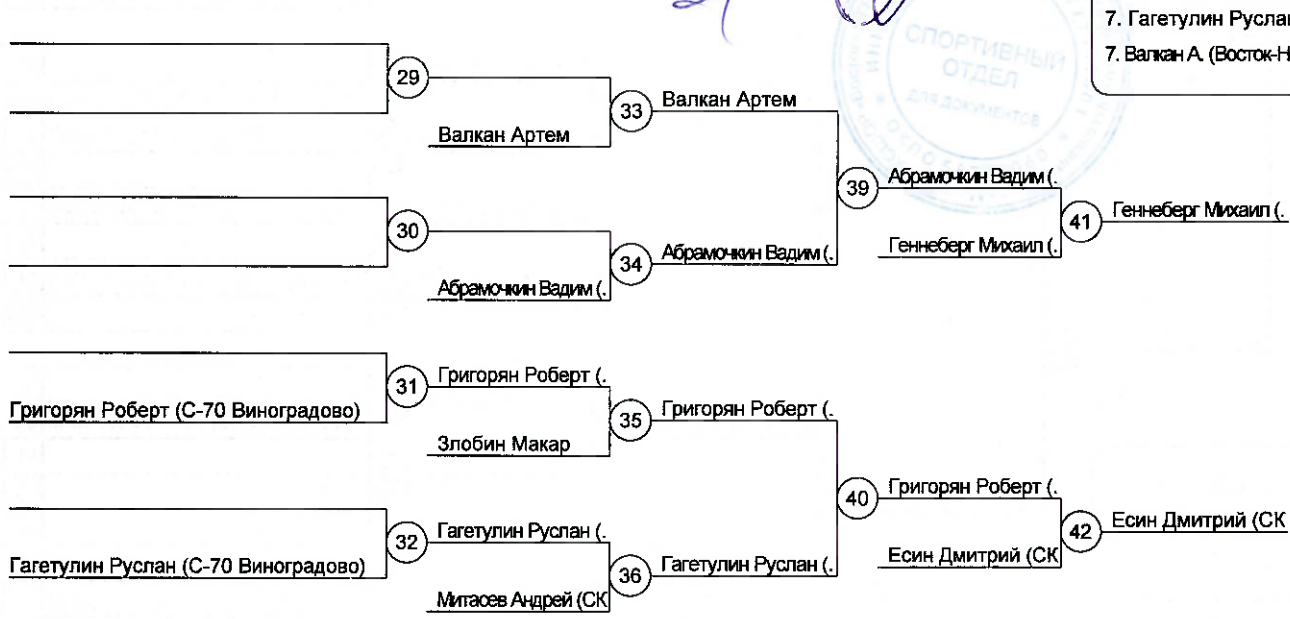 7. Гагетулин Руслан
7. Валкан А. (Восток-Н
СПОРТИВНЫЙ
ОТДЕЛ
ДЛЯ ДОКУМЕНТОВ
29
Валкан Артем
33
Валкан Артем
30
Абрамочкин Вадим (.
34
Абрамочкин Вадим (.
39
Абрамочкин Вадим (.
Геннеберг Михаил (.
41
Геннеберг Михаил (.
Григорян Роберт (С-70 Виноградово)
31
Григорян Роберт (.
Злобин Макар
35
Григорян Роберт (.
Гагетулин Руслан (С-70 Виноградово)
32
Гагетулин Руслан (.
Митасев Андрей (СК
36
Гагетулин Руслан (.
40
Григорян Роберт (.
Есин Дмитрий (СК
42
Есин Дмитрий (СК